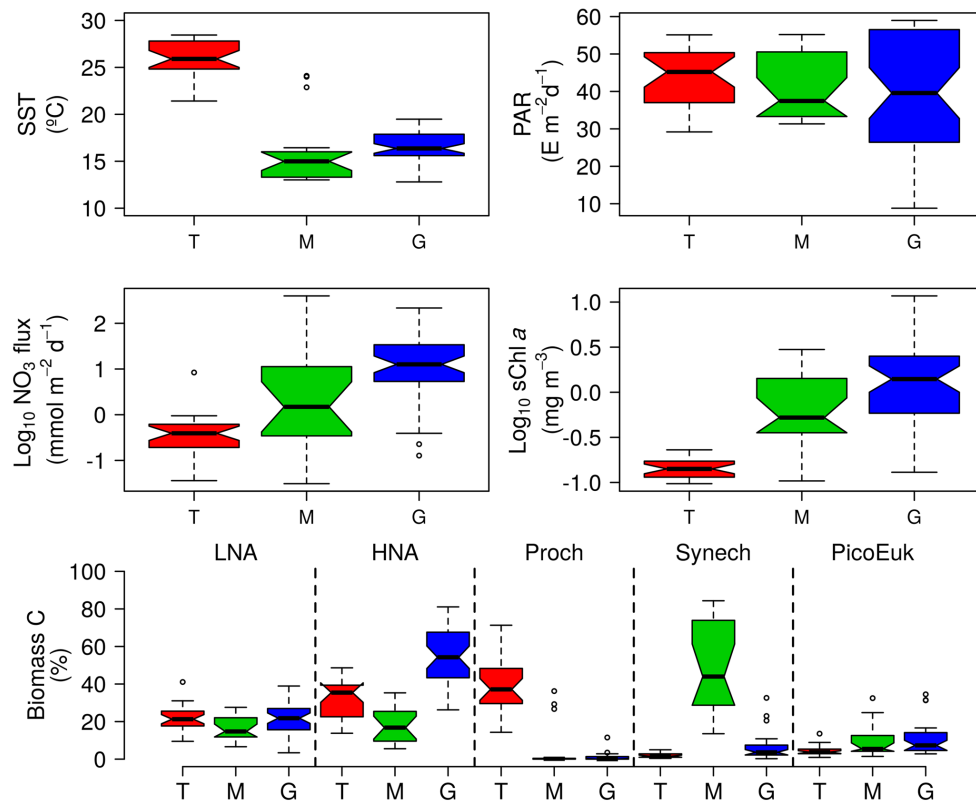 30
25
20
15
10
SST
(ºC)
T M G
60
50
40
30
20
10
PAR
(E m⁻²d⁻¹)
T M G
2
1
0
-1
Log₁₀ NO₃ flux
(mmol m⁻² d⁻¹)
T M G
1.0
0.5
0.0
-0.5
-1.0
Log₁₀ sChl a
(mg m⁻³)
T M G
LNA HNA Proch Synech PicoEuk
100
80
60
40
20
0
Biomass C
(%)
T M G T M G T M G T M G T M G